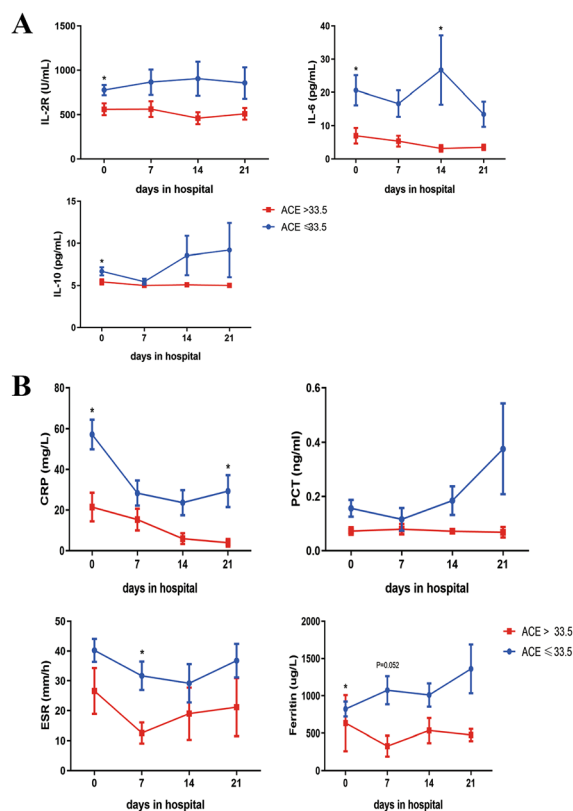 A
IL-2R (U/mL)
1500
1000
500
0
*
0 7 14 21
days in hospital
IL-6 (pg/mL)
40
30
20
10
0
*
*
0 7 14 21
days in hospital
IL-10 (pg/mL)
15
10
5
0
*
0 7 14 21
days in hospital
ACE >33.5
ACE ≤33.5
B
CRP (mg/L)
80
60
40
20
0
*
*
0 7 14 21
days in hospital
PCT (ng/ml)
0.6
0.4
0.2
0.0
0 7 14 21
days in hospital
ESR (mm/h)
50
40
30
20
10
0
*
0 7 14 21
days in hospital
Ferritin (ug/L)
2000
1500
1000
500
0
*
P=0.052
0 7 14 21
days in hospital
ACE > 33.5
ACE ≤ 33.5